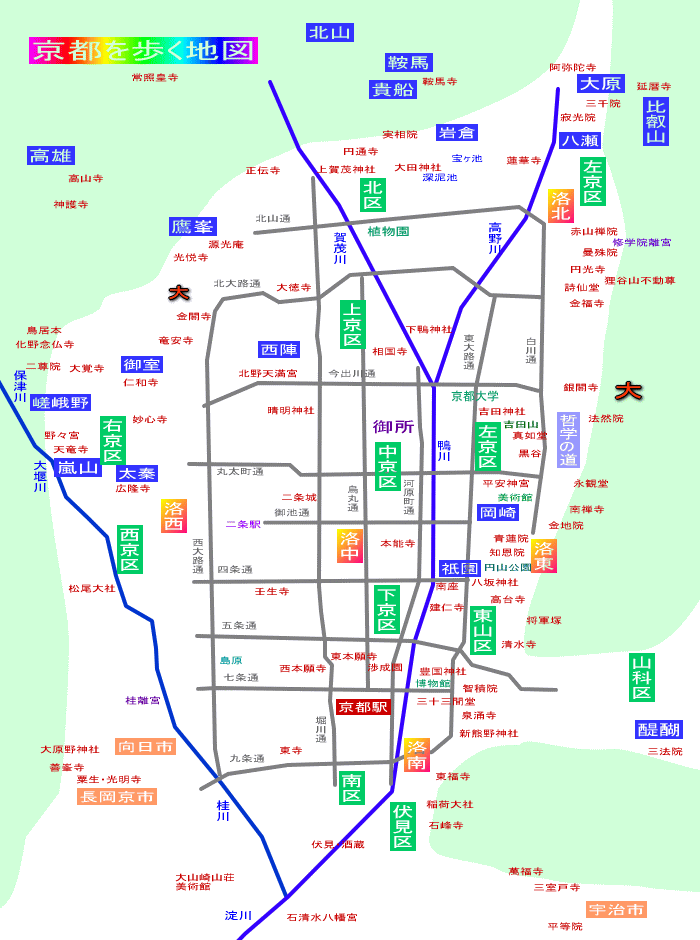 京都を歩く地図
北山
常照皇寺
鞍馬
鞍馬寺
貴船
阿弥陀寺
大原
延暦寺
三千院
比叡山
寂光院
岩倉
実相院
八瀬
高雄
円通寺
宝ヶ池
蓮華寺
左京区
正伝寺
上賀茂神社
大田神社
深泥池
高山寺
北区
神護寺
洛北
鷹峯
北山通
植物園
賀茂川
高野川
赤山禅院
修学院離宮
源光庵
光悦寺
曼殊院
円光寺
狸谷山不動尊
詩仙堂
金福寺
北大路通
大徳寺
大
金閣寺
上京区
下鴨神社
東大路通
白川通
鳥居本
化野念仏寺
竜安寺
西陣
相国寺
二尊院
大覚寺
御室
仁和寺
北野天満宮
今出川通
保津川
銀閣寺
大
嵯峨野
京都大学
晴明神社
吉田神社
吉田山
法然院
哲学の道
右京区
妙心寺
御所
左京区
真如堂
黒谷
野々宮
天竜寺
嵐山
太秦
広隆寺
中京区
鴨川
大堰川
丸太町通
烏丸通
河原町通
平安神宮
美術館
永観堂
二条城
御池通
二条駅
洛西
岡崎
南禅寺
金地院
西京区
洛中
本能寺
青蓮院
知恩院
洛東
西大路通
四条通
祇園
円山公園
八坂神社
松尾大社
壬生寺
下京区
南座
建仁寺
高台寺
東山区
将軍塚
五条通
清水寺
島原
東本願寺
西本願寺
渉成園
豊国神社
博物館
七条通
智積院
山科区
桂離宮
京都駅
三十三間堂
泉涌寺
堀川通
新熊野神社
醍醐
大原野神社
向日市
九条通
東寺
洛南
三法院
善峯寺
粟生・光明寺
東福寺
長岡京市
南区
桂川
伏見区
稲荷大社
石峰寺
伏見・酒蔵
大山崎山荘
美術館
萬福寺
三室戸寺
淀川
石清水八幡宮
宇治市
平等院